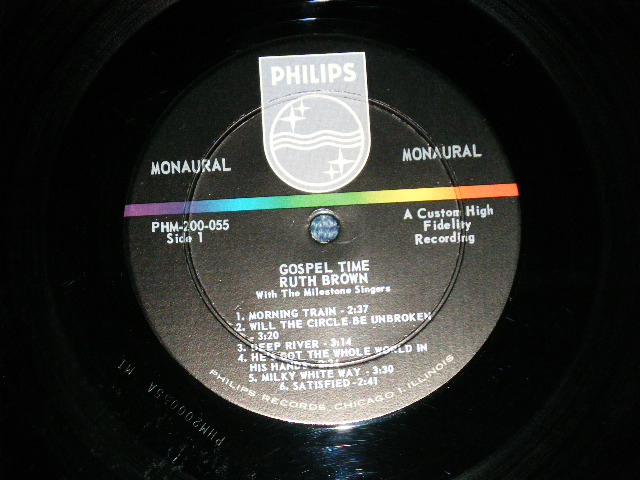 PHILIPS
MONAURAL
MONAURAL
PHM-200-055
Side 1
A Custom High
Fidelity
Recording
GOSPEL TIME
RUTH BROWN
With The Milestone Singers
1. MORNING TRAIN - 2:37
2. WILL THE CIRCLE BE UNBROKEN
- 3:20
3. DEEP RIVER - 3:14
4. HE'S GOT THE WHOLE WORLD IN
HIS HANDS
5. MILKY WHITE WAY - 3:30
6. SATISFIED - 2:41
PHILIPS RECORDS, CHICAGO 1, ILLINOIS
PHM200055A M1